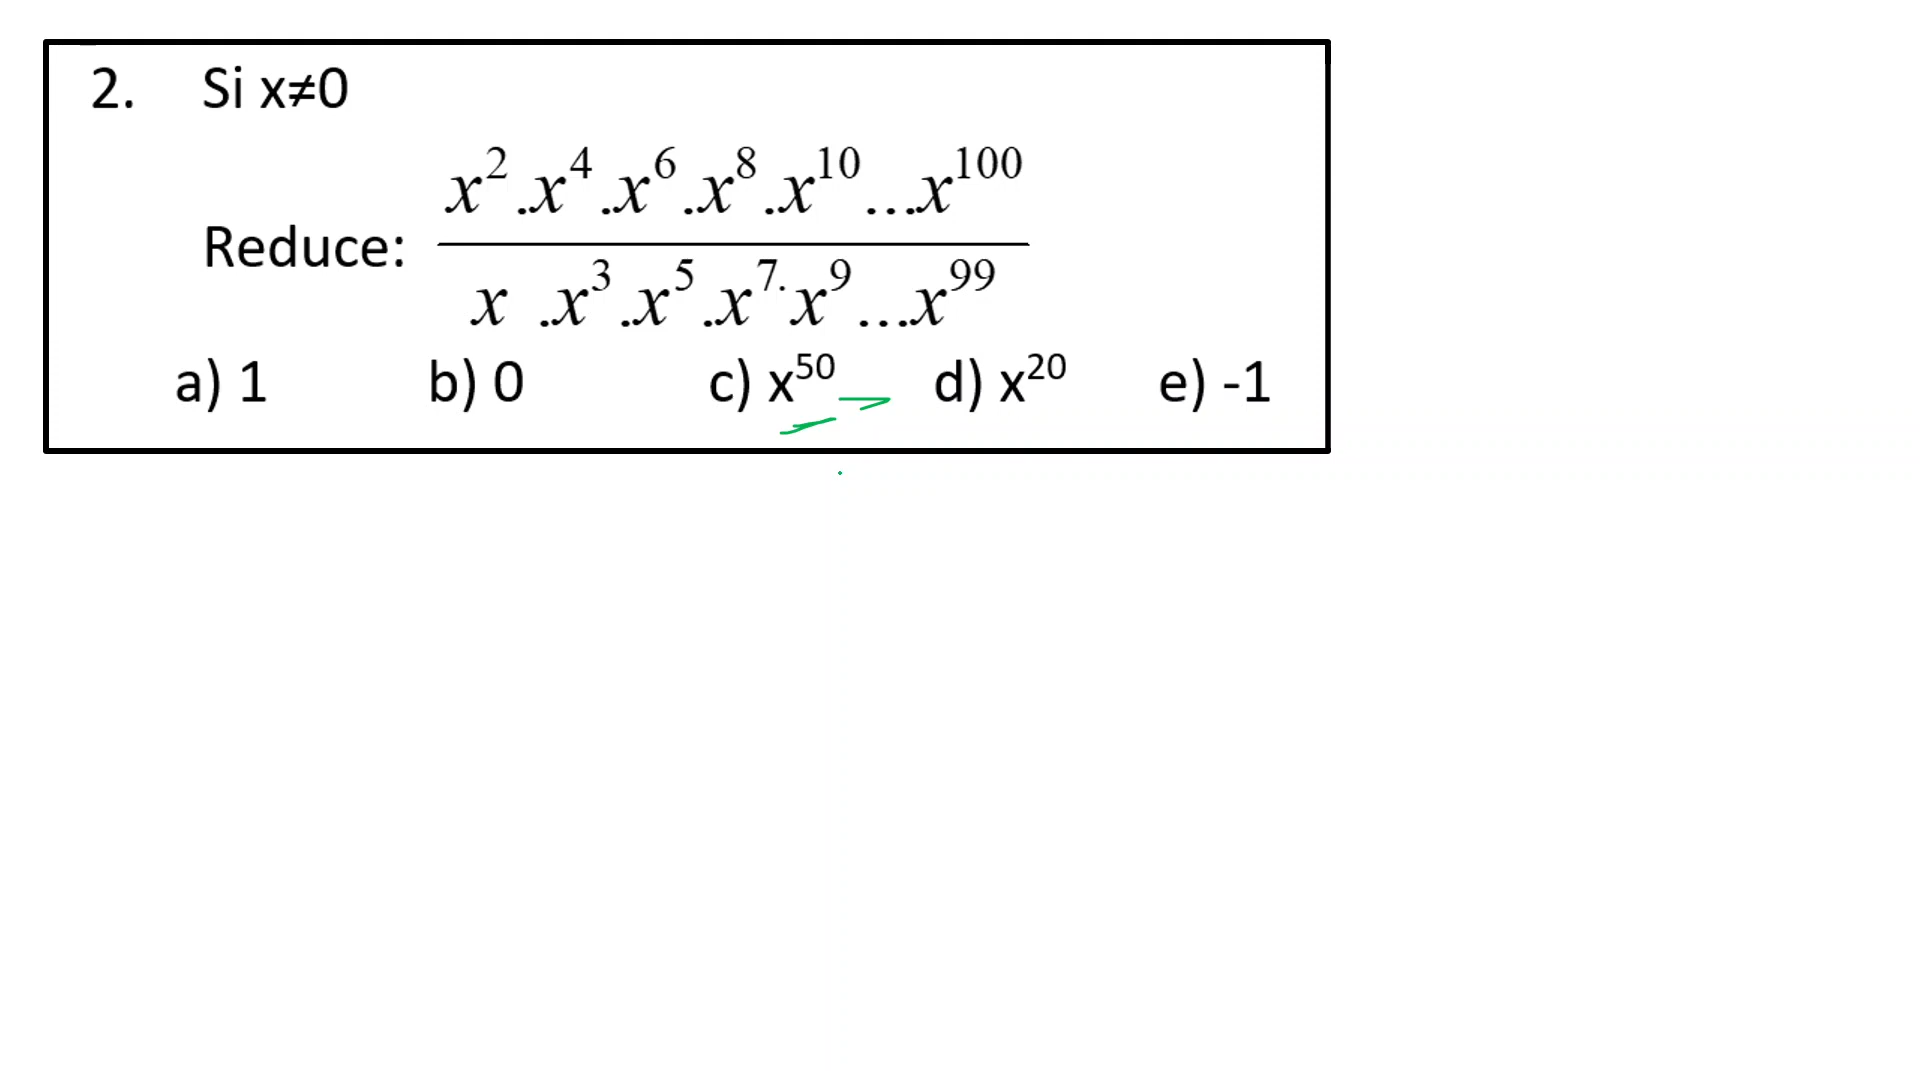 2. Si x≠0
Reduce: \frac{x^2.x^4.x^6.x^8.x^{10}...x^{100}}{x .x^3.x^5.x^{7.}x^9...x^{99}}
a) 1 b) 0 c) x^{50} d) x^{20} e) -1